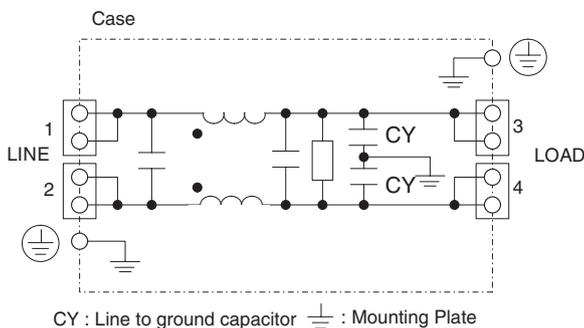 Case
1
3
CY
LINE
LOAD
2
CY
4
CY : Line to ground capacitor : Mounting Plate